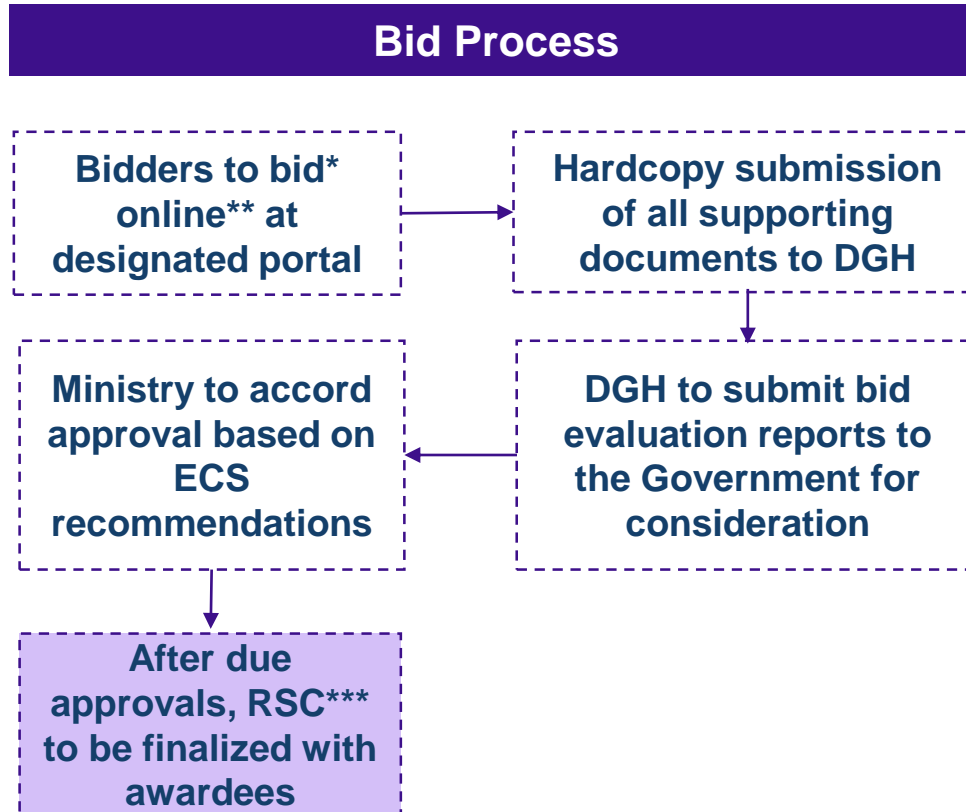 Bid Process
Bidders to bid*
online** at
designated portal
Hardcopy submission
of all supporting
documents to DGH
DGH to submit bid
evaluation reports to
the Government for
consideration
Ministry to accord
approval based on
ECS
recommendations
After due
approvals, RSC***
to be finalized with
awardees